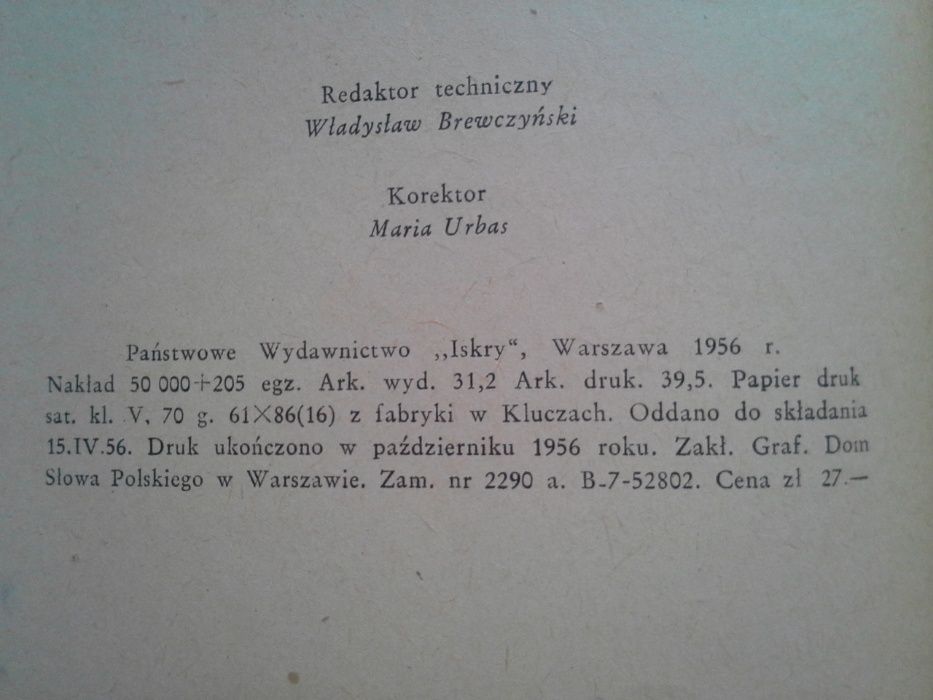 Redaktor techniczny
Władysław Brewczyński
Korektor
Maria Urbas
Państwowe Wydawnictwo ,,Iskry“, Warszawa 1956 r.
Nakład 50 000+205 egz. Ark. wyd. 31,2 Ark. druk. 39,5. Papier druk
sat. kl. V, 70 g. 61×86(16) z fabryki w Kluczach. Oddano do składania
15.IV.56. Druk ukończono w październiku 1956 roku. Zakł. Graf. Dom
Słowa Polskiego w Warszawie. Zam. nr 2290 a. B-7-52802. Cena zł 27.—